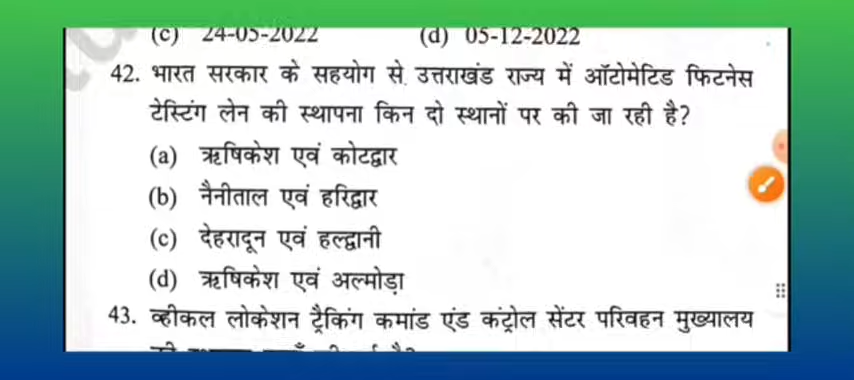 (c) 24-05-2022 (d) 05-12-2022
42. भारत सरकार के सहयोग से उत्तराखंड राज्य में ऑटोमेटिड फिटनेस
टेस्टिंग लेन की स्थापना किन दो स्थानों पर की जा रही है?
(a) ऋषिकेश एवं कोटद्वार
(b) नैनीताल एवं हरिद्वार
(c) देहरादून एवं हल्द्वानी
(d) ऋषिकेश एवं अल्मोड़ा
43. व्हीकल लोकेशन ट्रैकिंग कमांड एंड कंट्रोल सेंटर परिवहन मुख्यालय